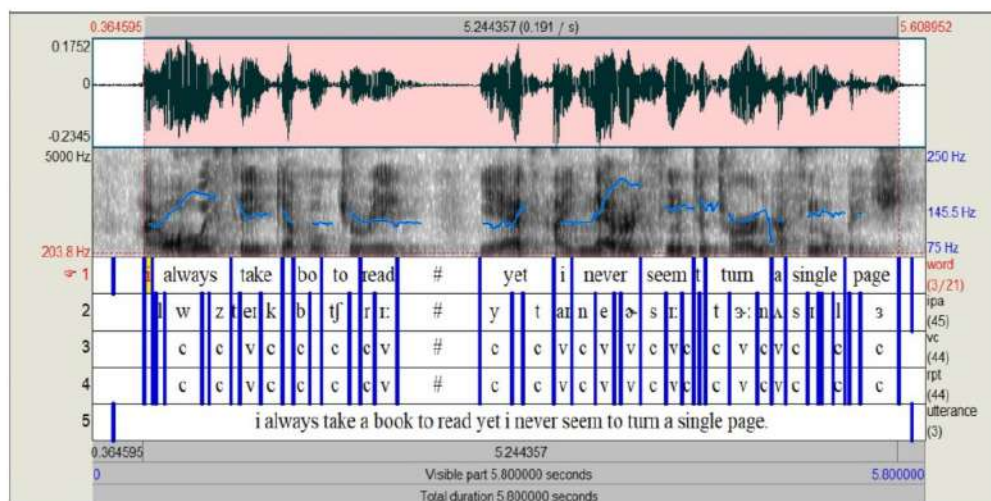 0.364595 5.244357 (0.191 / s) 5.608952
0.1752
0
-0.2345
5000 Hz 250 Hz
145.5 Hz
203.8 Hz 75 Hz
1 i always take bo to read # yet i never seem t turn a single page word (3/21)
2 l w z t eɪ k b tʃ r ɪː # y t aɪ n e ɚ s ɪː t ɝː n ʌ s ɪ l ɜ ipa (45)
3 c c v c c c c v # c c v c v v c v c c v c v c c c vc (44)
4 c c v c c c c v # c c v c v v c v c c v c v c c c rpt (44)
5 i always take a book to read yet i never seem to turn a single page. utterance (3)
0.364595 5.244357
0 Visible part 5.800000 seconds 5.800000
Total duration 5.800000 seconds